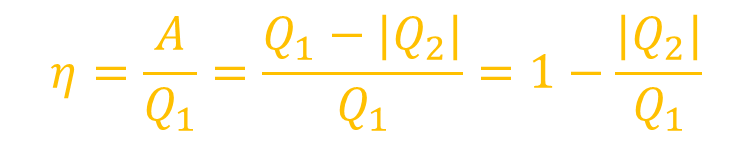 η = A/Q₁ = (Q₁ − |Q₂|)/Q₁ = 1 − |Q₂|/Q₁